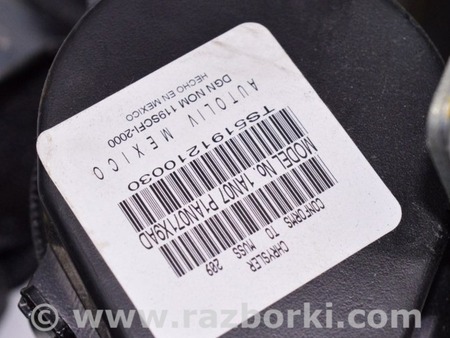 CHRYSLER
CONFORMS TO MVSS 209
MODEL No. 1AN07 P1AN071X9AD
TS5191210030
AUTOLIV MEXICO
DGN NOM 119SCFI-2000
HECHO EN MEXICO
© - www.razborki.com/